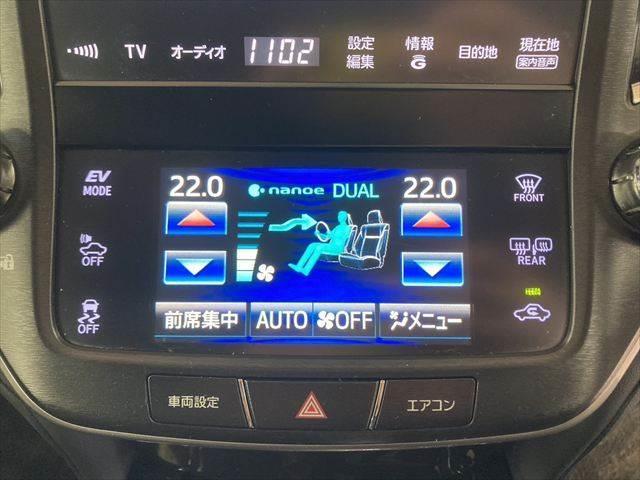 TV オーディオ 1102 設定 編集 情報 G 目的地 現在地 案内音声
EV MODE 22.0 nanoe DUAL 22.0 FRONT
OFF REAR
OFF 前席集中 AUTO OFF メニュー
車両設定 エアコン